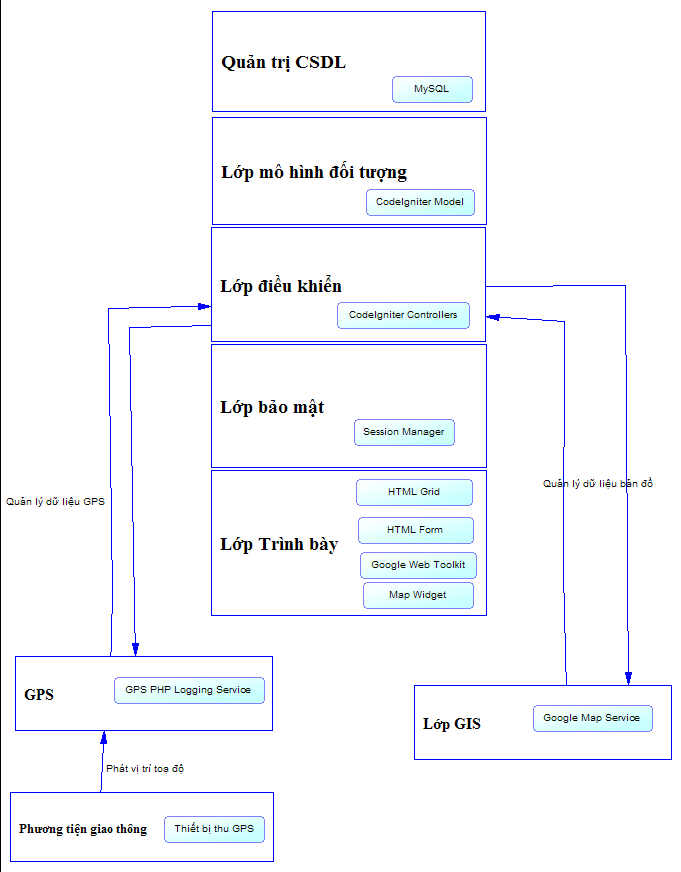 Quản trị CSDL
MySQL
Lớp mô hình đối tượng
CodeIgniter Model
Lớp điều khiển
CodeIgniter Controllers
Lớp bảo mật
Session Manager
Quản lý dữ liệu GPS
Quản lý dữ liệu bản đồ
HTML Grid
HTML Form
Lớp Trình bày
Google Web Toolkit
Map Widget
GPS
GPS PHP Logging Service
Lớp GIS
Google Map Service
Phát vị trí toạ độ
Phương tiện giao thông
Thiết bị thu GPS